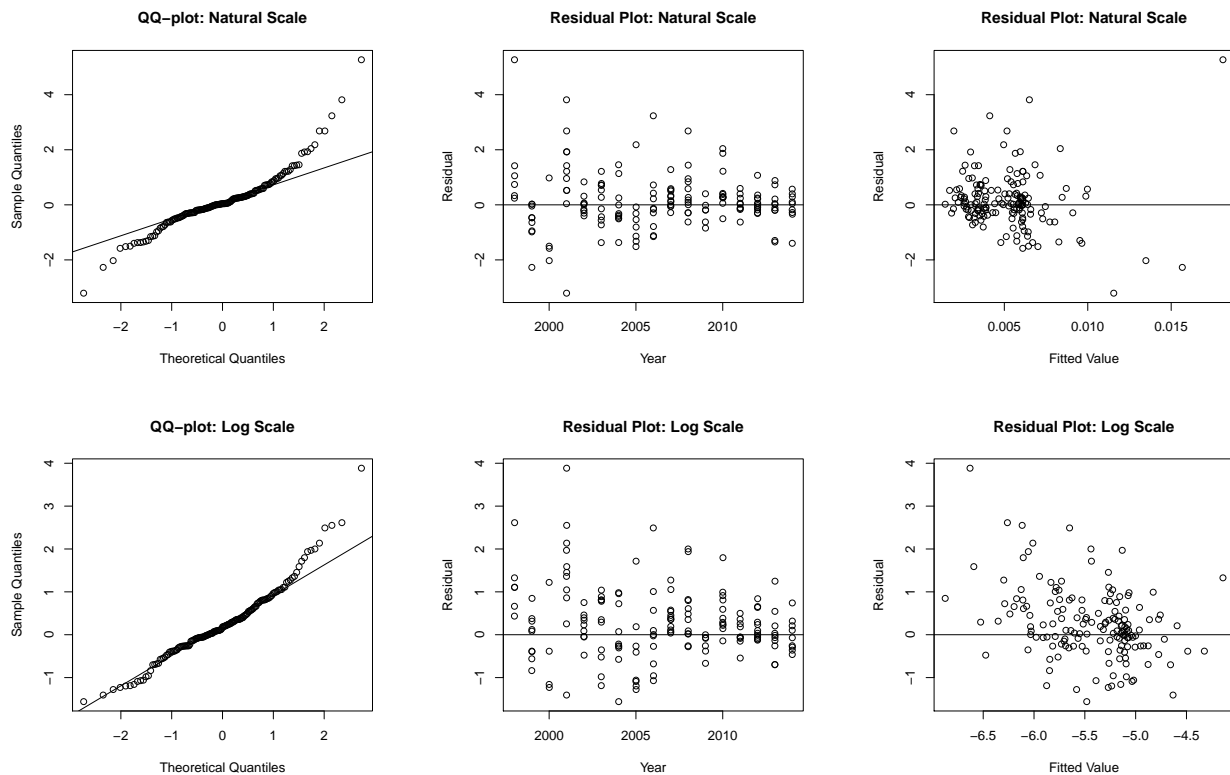 QQ−plot: Natural Scale
Sample Quantiles
4
2
0
−2
−2 −1 0 1 2
Theoretical Quantiles
Residual Plot: Natural Scale
Residual
4
2
0
−2
2000 2005 2010
Year
Residual Plot: Natural Scale
Residual
4
2
0
−2
0.005 0.010 0.015
Fitted Value
QQ−plot: Log Scale
Sample Quantiles
4
3
2
1
0
−1
−2 −1 0 1 2
Theoretical Quantiles
Residual Plot: Log Scale
Residual
4
3
2
1
0
−1
2000 2005 2010
Year
Residual Plot: Log Scale
Residual
4
3
2
1
0
−1
−6.5 −6.0 −5.5 −5.0 −4.5
Fitted Value